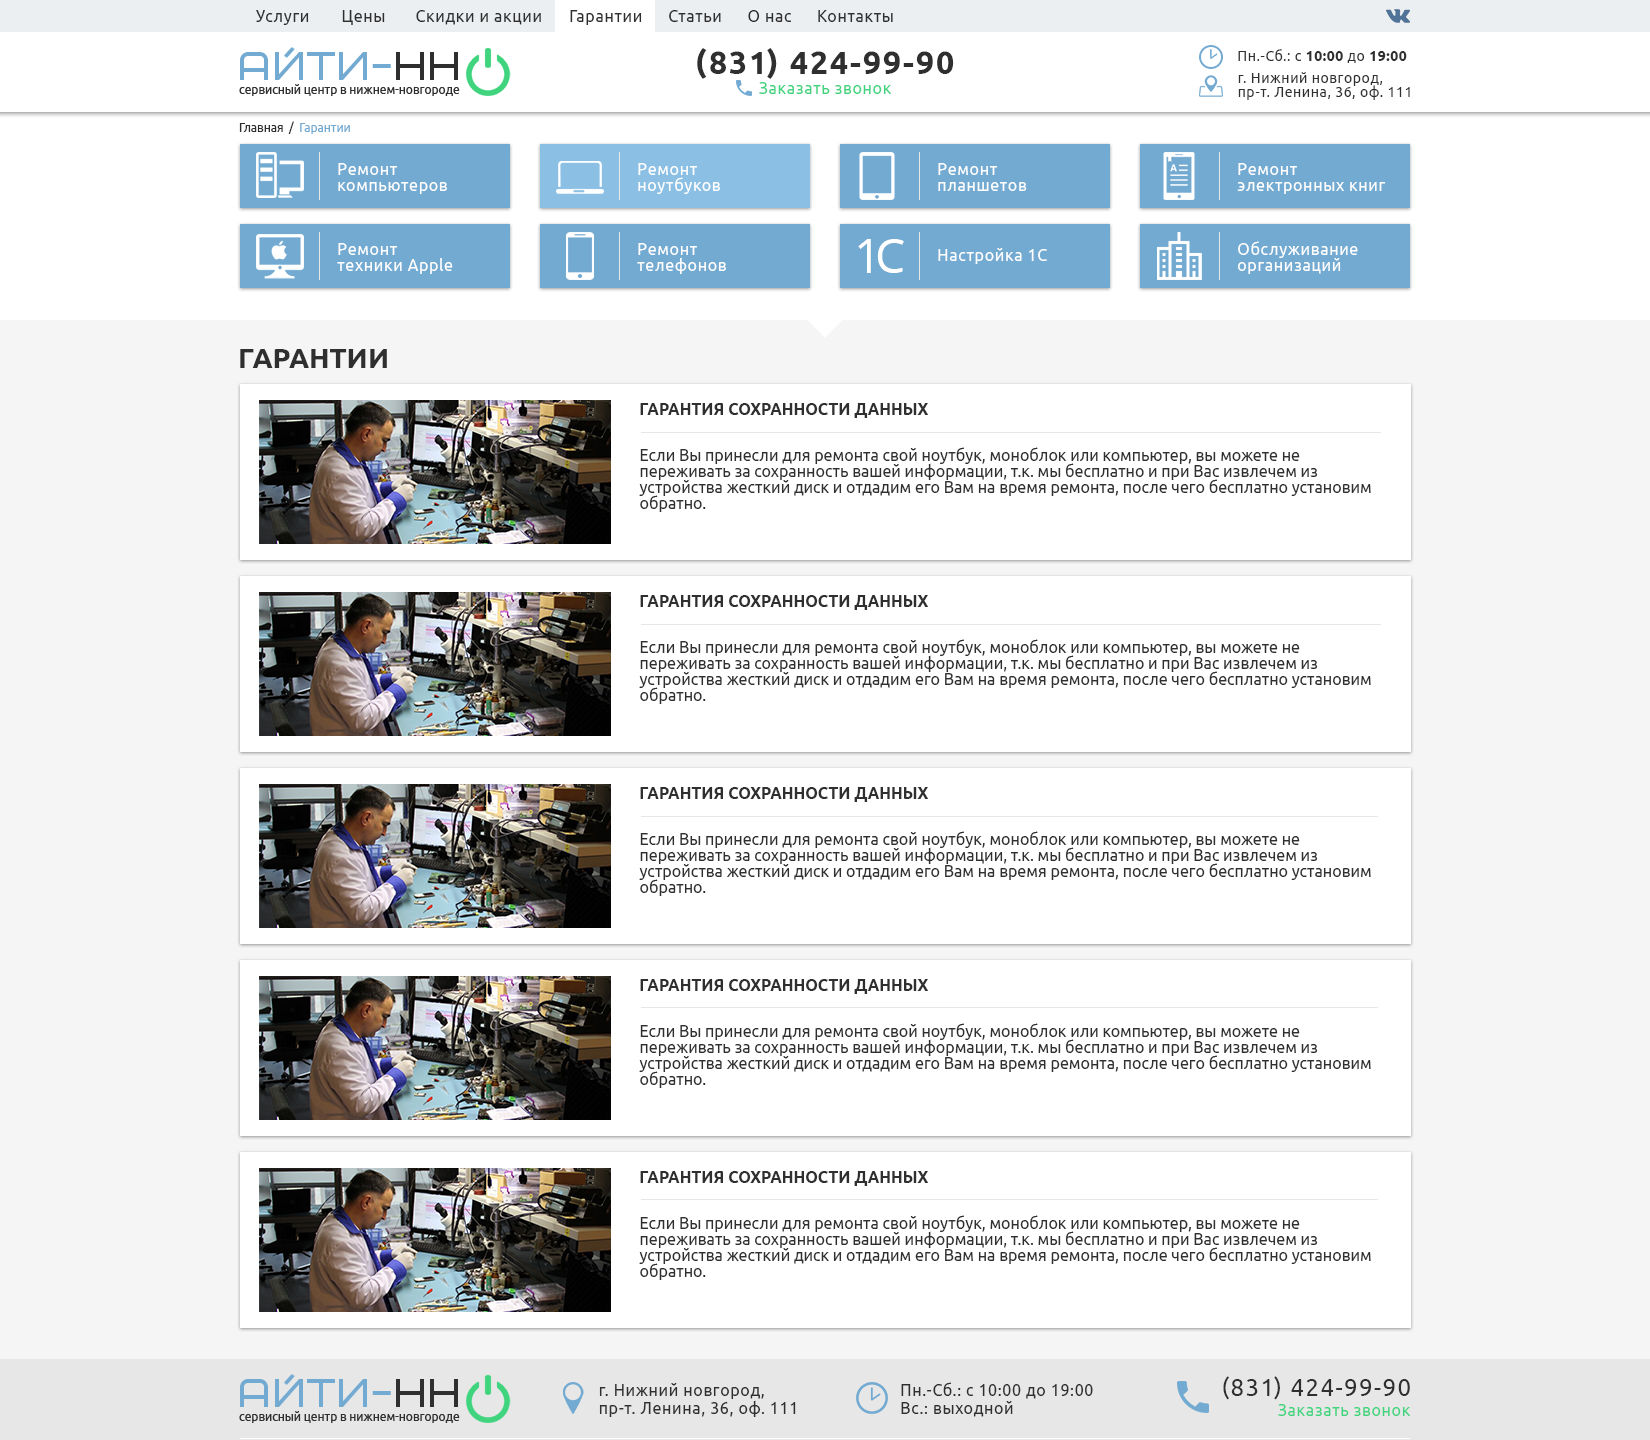 Услуги Цены Скидки и акции Гарантии Статьи О нас Контакты
АЙТИ-НН
сервисный центр в нижнем-новгороде
(831) 424-99-90
Заказать звонок
Пн.-Сб.: с 10:00 до 19:00
г. Нижний новгород,
пр-т. Ленина, 36, оф. 111
Главная / Гарантии
Ремонт
компьютеров
Ремонт
ноутбуков
Ремонт
планшетов
Ремонт
электронных книг
Ремонт
техники Apple
Ремонт
телефонов
1С
Настройка 1С
Обслуживание
организаций
ГАРАНТИИ
ГАРАНТИЯ СОХРАННОСТИ ДАННЫХ
Если Вы принесли для ремонта свой ноутбук, моноблок или компьютер, вы можете не
переживать за сохранность вашей информации, т.к. мы бесплатно и при Вас извлечем из
устройства жесткий диск и отдадим его Вам на время ремонта, после чего бесплатно установим
обратно.
ГАРАНТИЯ СОХРАННОСТИ ДАННЫХ
Если Вы принесли для ремонта свой ноутбук, моноблок или компьютер, вы можете не
переживать за сохранность вашей информации, т.к. мы бесплатно и при Вас извлечем из
устройства жесткий диск и отдадим его Вам на время ремонта, после чего бесплатно установим
обратно.
ГАРАНТИЯ СОХРАННОСТИ ДАННЫХ
Если Вы принесли для ремонта свой ноутбук, моноблок или компьютер, вы можете не
переживать за сохранность вашей информации, т.к. мы бесплатно и при Вас извлечем из
устройства жесткий диск и отдадим его Вам на время ремонта, после чего бесплатно установим
обратно.
ГАРАНТИЯ СОХРАННОСТИ ДАННЫХ
Если Вы принесли для ремонта свой ноутбук, моноблок или компьютер, вы можете не
переживать за сохранность вашей информации, т.к. мы бесплатно и при Вас извлечем из
устройства жесткий диск и отдадим его Вам на время ремонта, после чего бесплатно установим
обратно.
ГАРАНТИЯ СОХРАННОСТИ ДАННЫХ
Если Вы принесли для ремонта свой ноутбук, моноблок или компьютер, вы можете не
переживать за сохранность вашей информации, т.к. мы бесплатно и при Вас извлечем из
устройства жесткий диск и отдадим его Вам на время ремонта, после чего бесплатно установим
обратно.
АЙТИ-НН
сервисный центр в нижнем-новгороде
г. Нижний новгород,
пр-т. Ленина, 36, оф. 111
Пн.-Сб.: с 10:00 до 19:00
Вс.: выходной
(831) 424-99-90
Заказать звонок